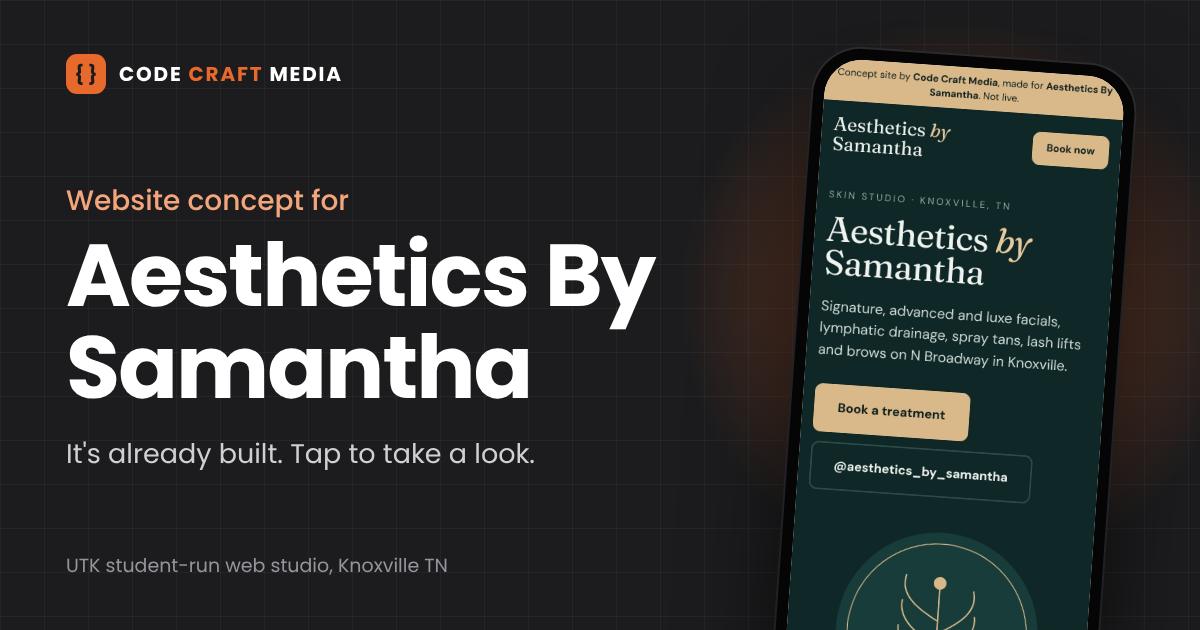 { } CODE CRAFT MEDIA
Website concept for
Aesthetics By
Samantha
It's already built. Tap to take a look.
UTK student-run web studio, Knoxville TN
Concept site by Code Craft Media, made for Aesthetics By
Samantha. Not live.
Aesthetics by
Samantha
Book now
SKIN STUDIO · KNOXVILLE, TN
Aesthetics by
Samantha
Signature, advanced and luxe facials,
lymphatic drainage, spray tans, lash lifts
and brows on N Broadway in Knoxville.
Book a treatment
@aesthetics_by_samantha